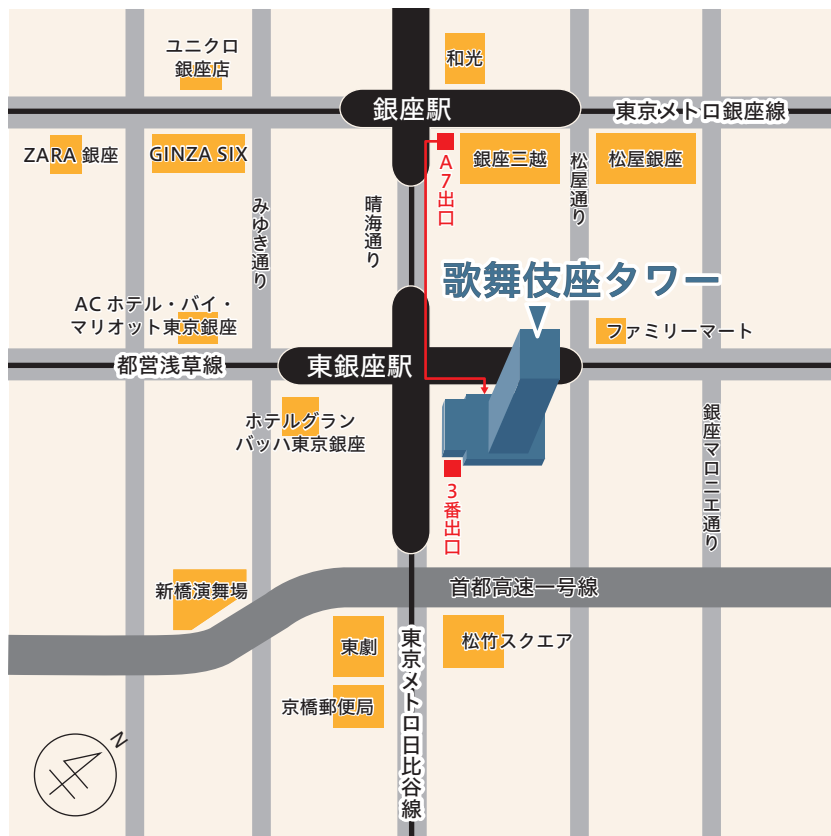 ユニクロ
銀座店
和光
銀座駅
東京メトロ銀座線
ZARA 銀座
GINZA SIX
A7出口
銀座三越
松屋通り
松屋銀座
みゆき通り
晴海通り
歌舞伎座タワー
AC ホテル・バイ・
マリオット東京銀座
ファミリーマート
都営浅草線
東銀座駅
ホテルグラン
バッハ東京銀座
銀座マロニエ通り
3番出口
新橋演舞場
首都高速一号線
東劇
東京メトロ日比谷線
松竹スクエア
京橋郵便局
N